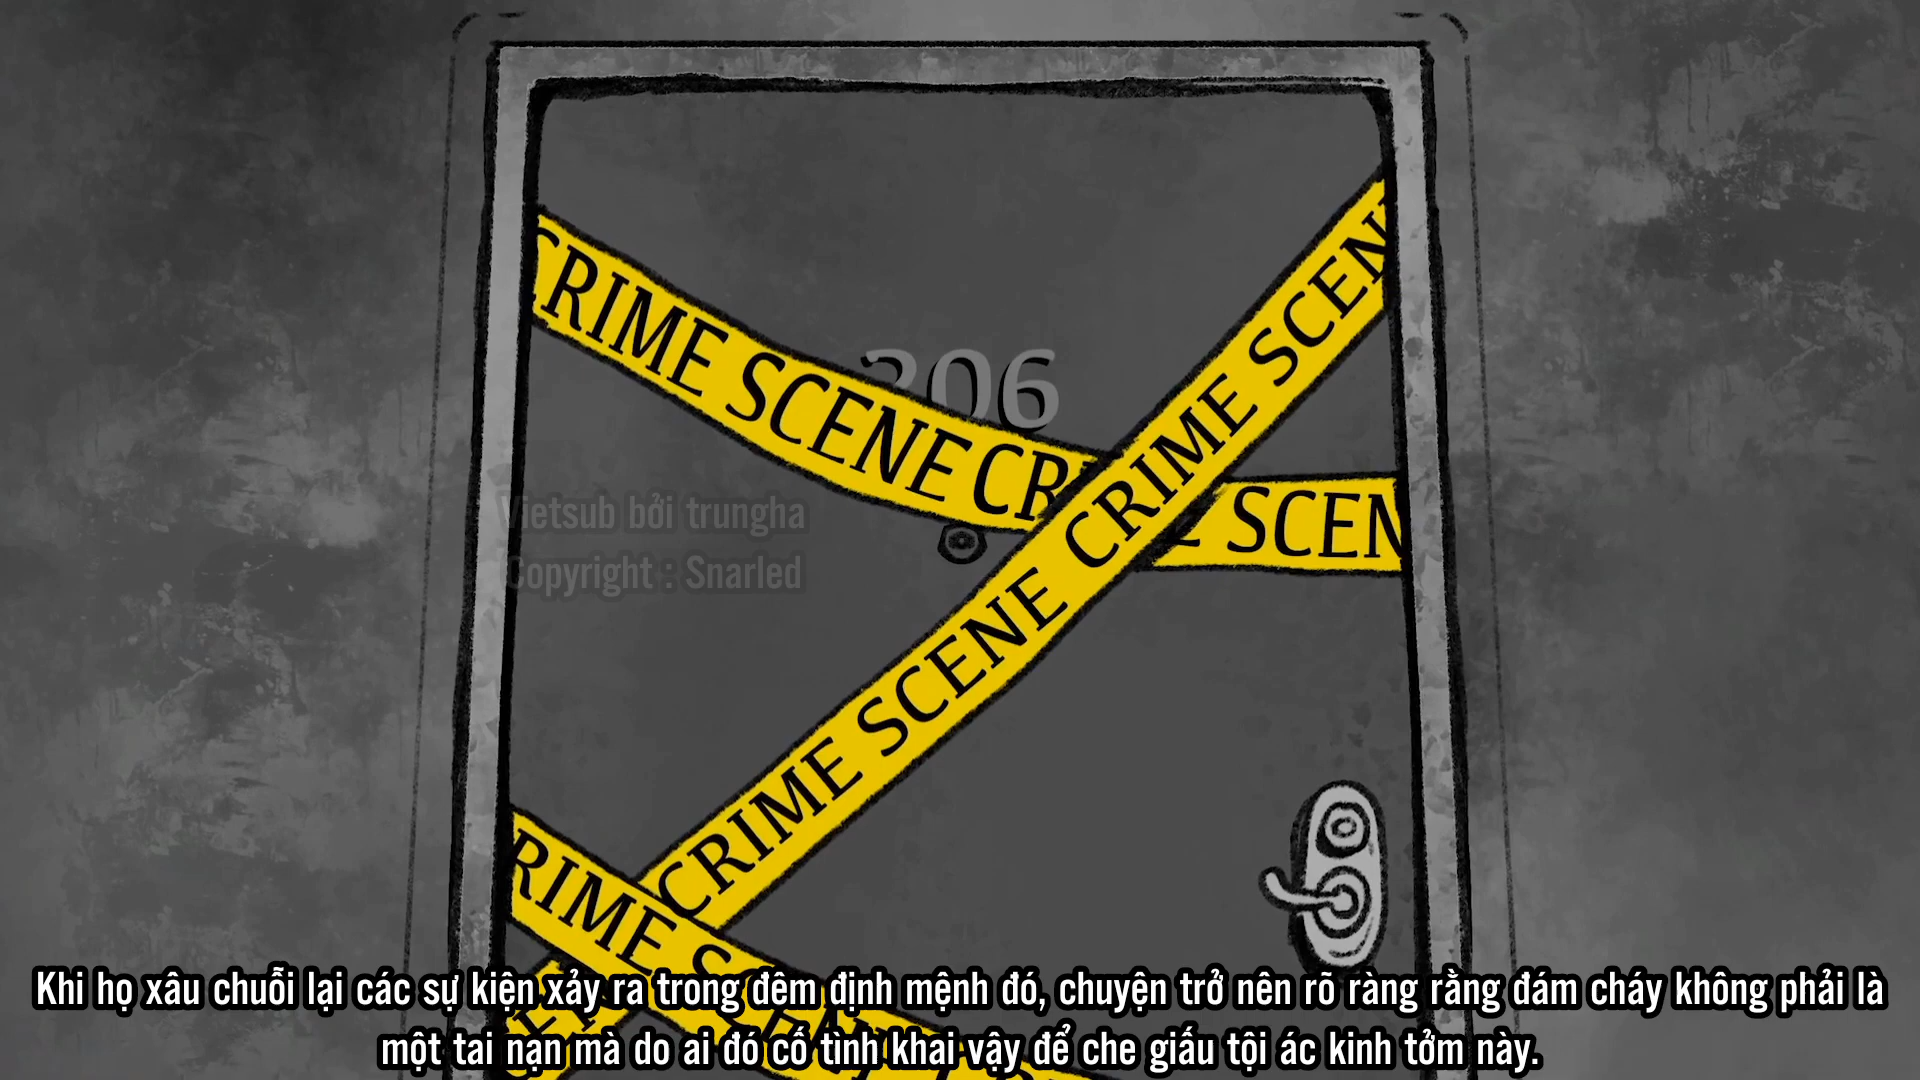 CRIME SCENE CR
SCEN
206
CRIME SCENE CRIME SCEN
Vietsub bởi trungha
Copyright : Snarled
RIME S
Khi họ xâu chuỗi lại các sự kiện xảy ra trong đêm định mệnh đó, chuyện trở nên rõ ràng rằng đám cháy không phải là
một tai nạn mà do ai đó cố tình khai vậy để che giấu tội ác kinh tởm này.